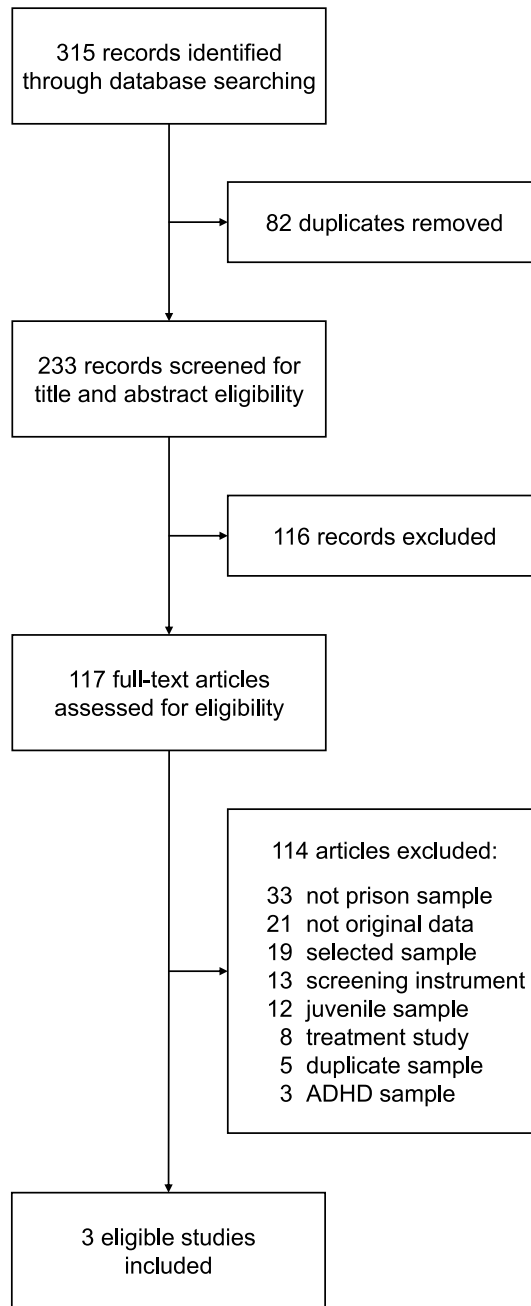 315 records identified
through database searching
82 duplicates removed
233 records screened for
title and abstract eligibility
116 records excluded
117 full-text articles
assessed for eligibility
114 articles excluded:
33 not prison sample
21 not original data
19 selected sample
13 screening instrument
12 juvenile sample
8 treatment study
5 duplicate sample
3 ADHD sample
3 eligible studies
included